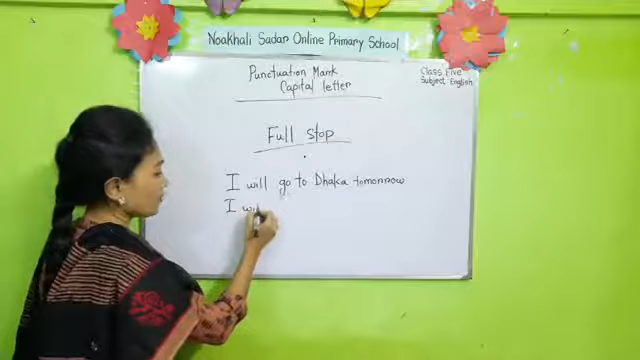 Noakhali Sadar Online Primary School
Punctuation Mark
Capital letter
Class Five
Subject: English
Full stop
.
I will go to Dhaka tomorrow
I wil